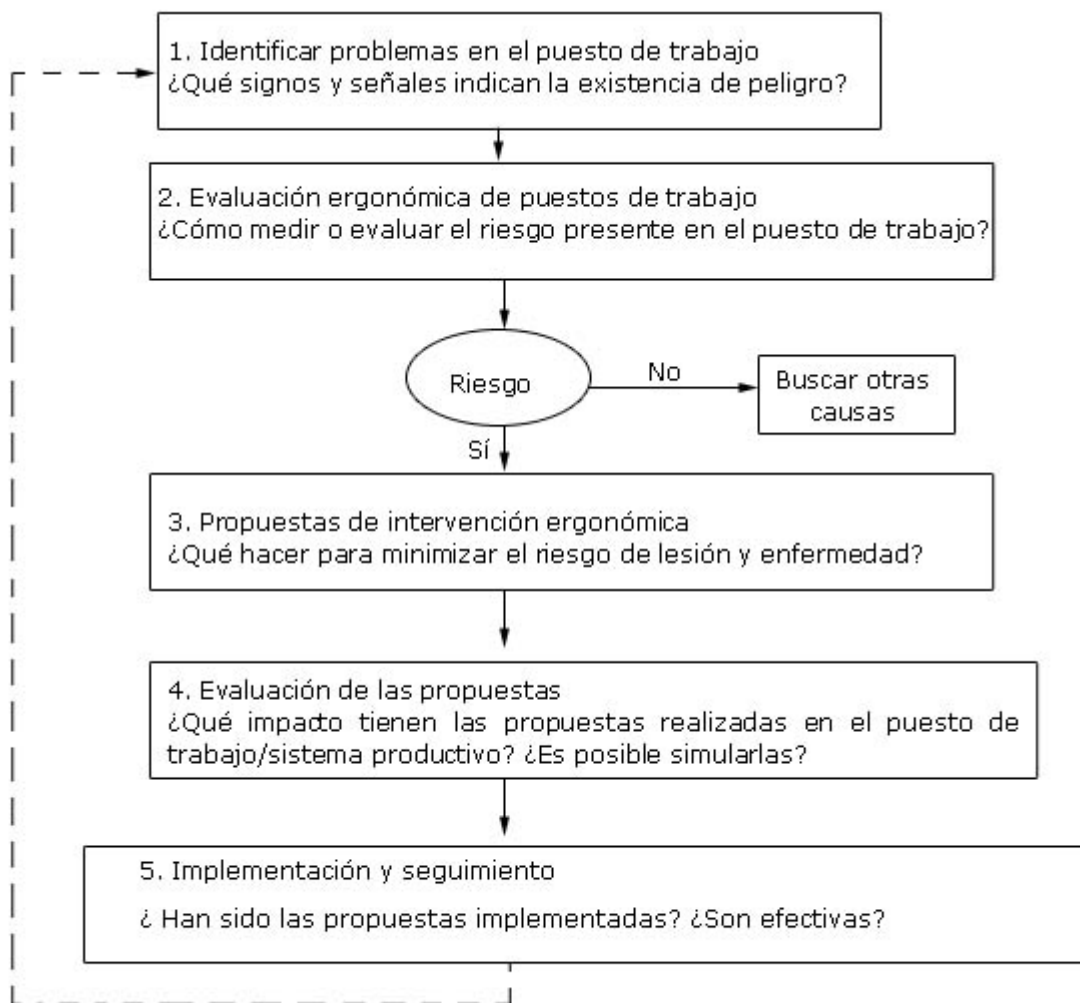 1. Identificar problemas en el puesto de trabajo
¿Qué signos y señales indican la existencia de peligro?
2. Evaluación ergonómica de puestos de trabajo
¿Cómo medir o evaluar el riesgo presente en el puesto de trabajo?
Riesgo
No
Buscar otras
causas
Sí
3. Propuestas de intervención ergonómica
¿Qué hacer para minimizar el riesgo de lesión y enfermedad?
4. Evaluación de las propuestas
¿Qué impacto tienen las propuestas realizadas en el puesto de
trabajo/sistema productivo? ¿Es posible simularlas?
5. Implementación y seguimiento
¿ Han sido las propuestas implementadas? ¿Son efectivas?